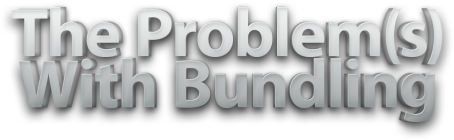 The Problem(s)
With Bundling